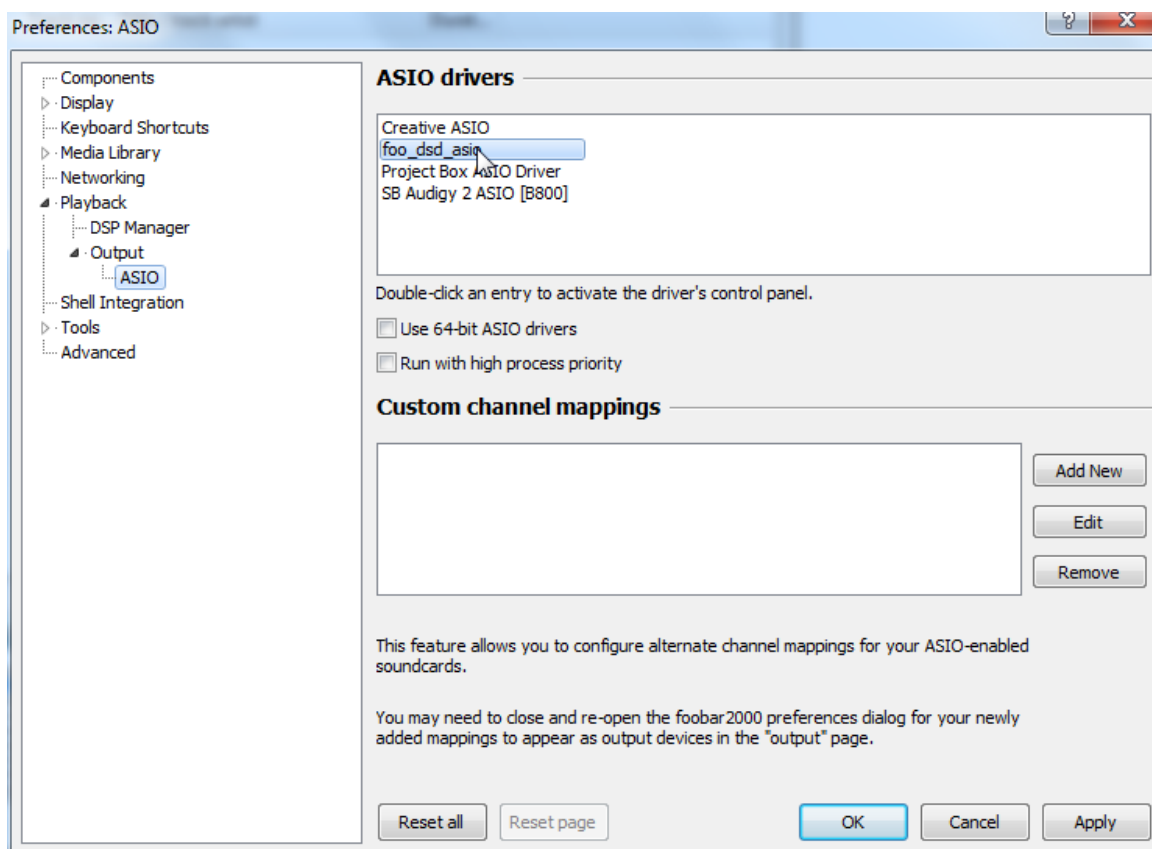 Preferences: ASIO
Components
Display
Keyboard Shortcuts
Media Library
Networking
Playback
DSP Manager
Output
ASIO
Shell Integration
Tools
Advanced
ASIO drivers
Creative ASIO
foo_dsd_asio
Project Box ASIO Driver
SB Audigy 2 ASIO [B800]
Double-click an entry to activate the driver's control panel.
Use 64-bit ASIO drivers
Run with high process priority
Custom channel mappings
Add New
Edit
Remove
This feature allows you to configure alternate channel mappings for your ASIO-enabled
soundcards.
You may need to close and re-open the foobar2000 preferences dialog for your newly
added mappings to appear as output devices in the "output" page.
Reset all
Reset page
OK
Cancel
Apply